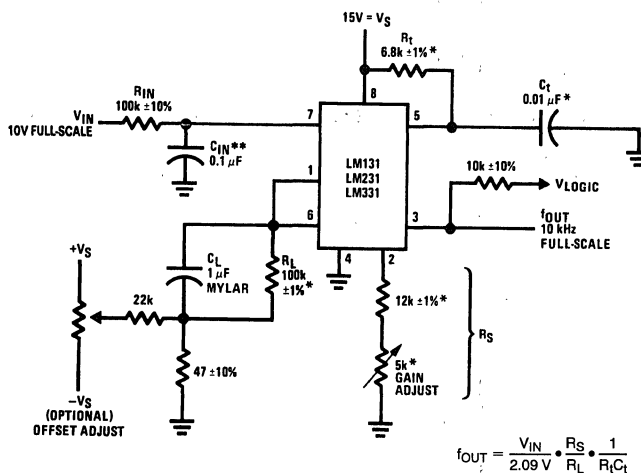 15V = VS
Rt
6.8k ±1%*
8
Ct
0.01 μF*
RIN
100k ±10%
VIN
10V FULL-SCALE
7
5
CIN**
0.1 μF
LM131
LM231
LM331
10k ±10%
VLOGIC
1
6
3
fOUT
10 kHz
FULL-SCALE
4
2
CL
1 μF
MYLAR
RL
100k
±1%*
+VS
22k
12k ±1%*
RS
47 ±10%
5k*
GAIN
ADJUST
−VS
(OPTIONAL)
OFFSET ADJUST
fOUT = VIN/2.09 V • RS/RL • 1/RtCt